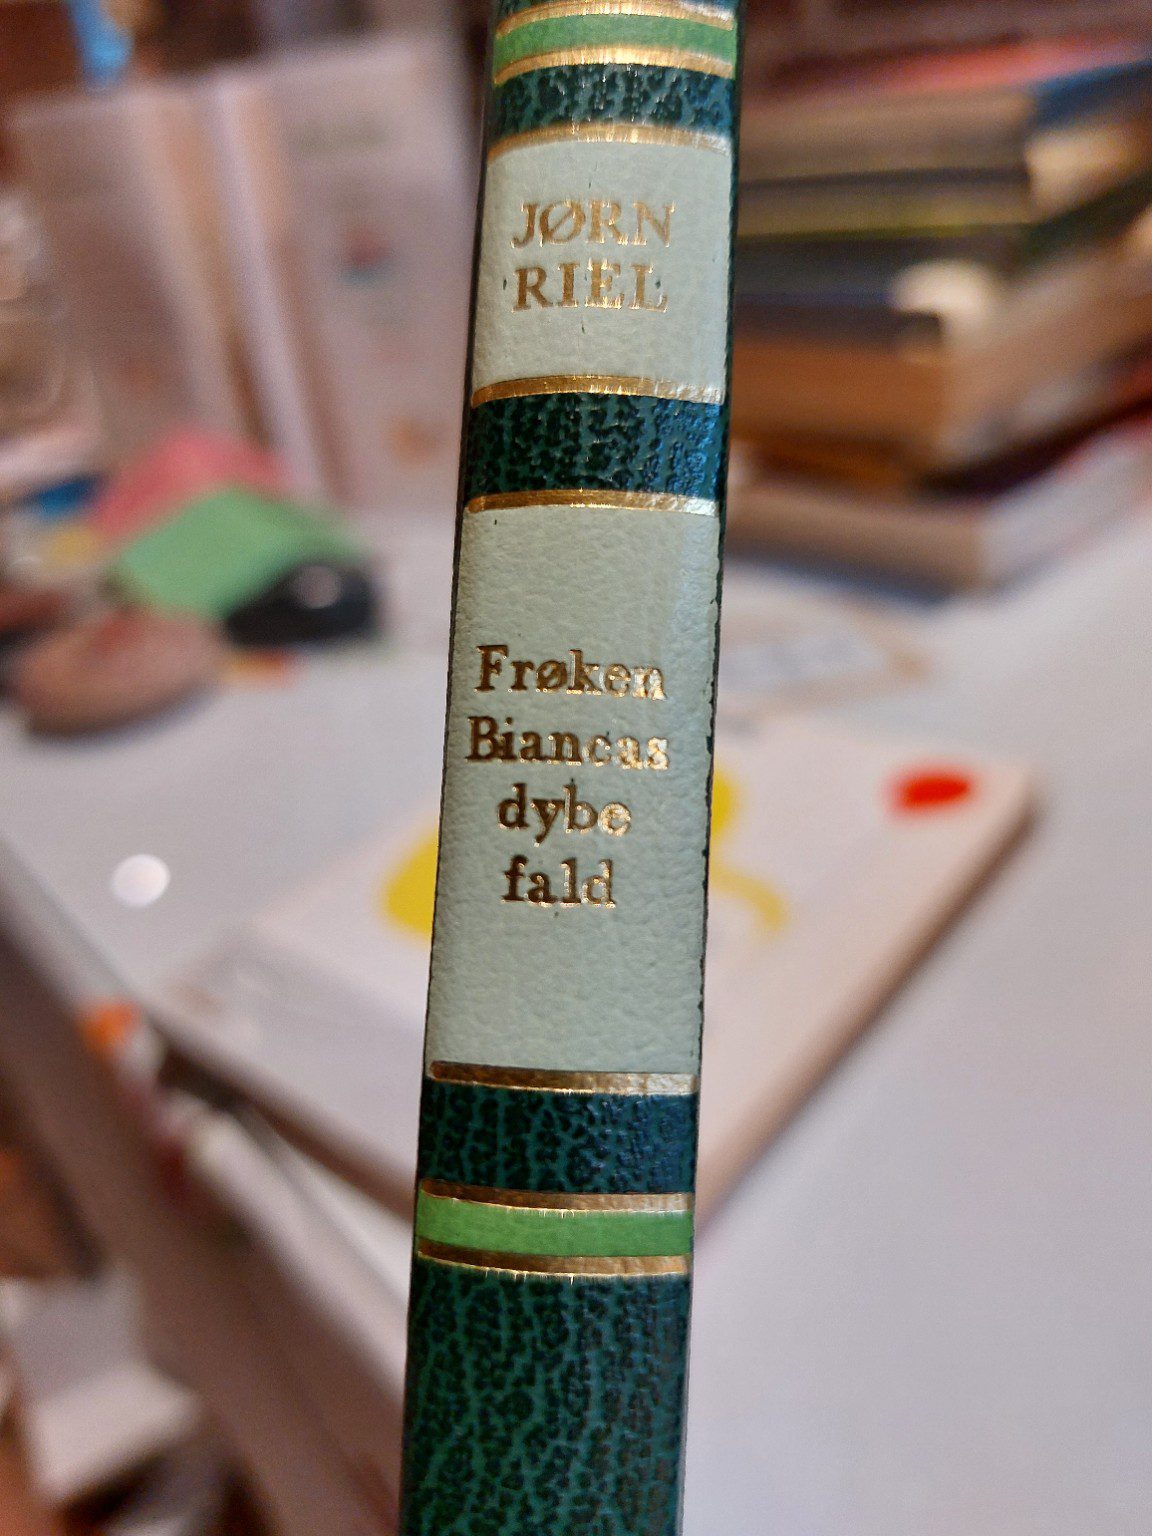 JØRN
RIEL
Frøken
Biancas
dybe
fald